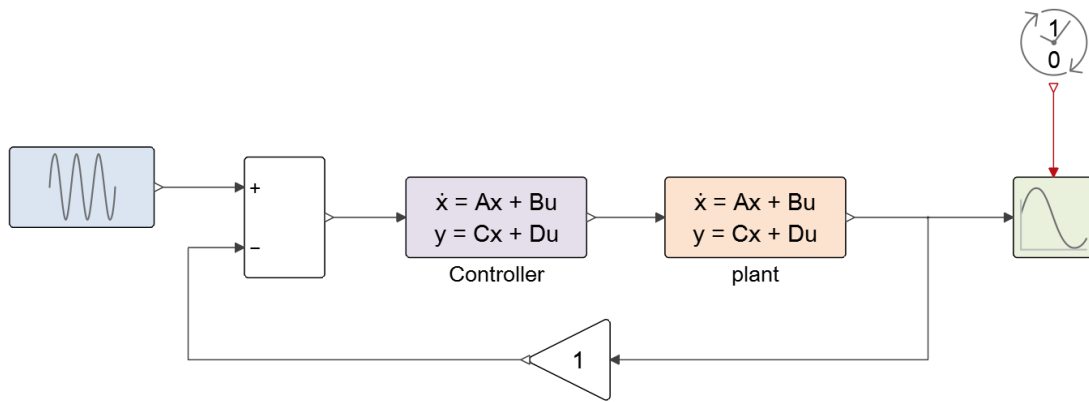 1
0
+
−
ẋ = Ax + Bu
y = Cx + Du
Controller
ẋ = Ax + Bu
y = Cx + Du
plant
1